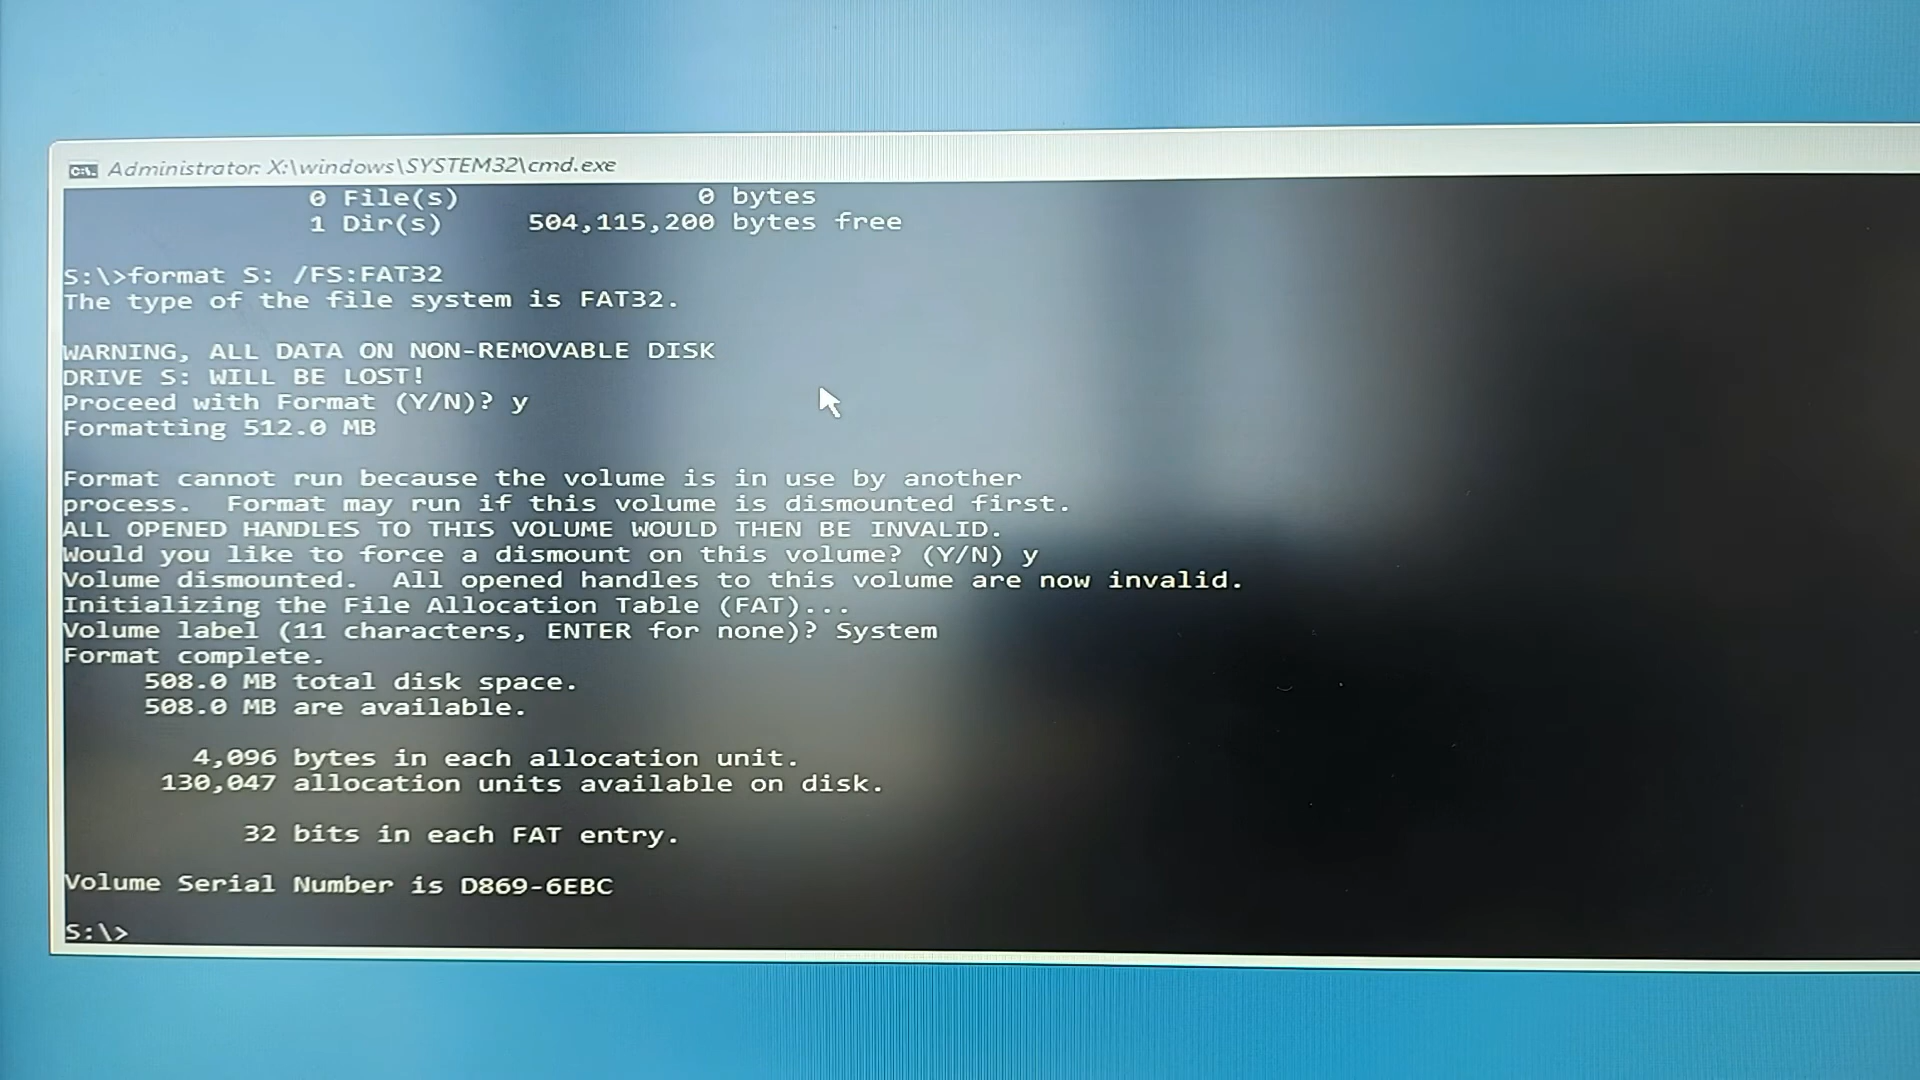 Administrator: X:\windows\SYSTEM32\cmd.exe
0 File(s) 0 bytes
1 Dir(s) 504,115,200 bytes free
S:\>format S: /FS:FAT32
The type of the file system is FAT32.
WARNING, ALL DATA ON NON-REMOVABLE DISK
DRIVE S: WILL BE LOST!
Proceed with Format (Y/N)? y
Formatting 512.0 MB
Format cannot run because the volume is in use by another
process.  Format may run if this volume is dismounted first.
ALL OPENED HANDLES TO THIS VOLUME WOULD THEN BE INVALID.
Would you like to force a dismount on this volume? (Y/N) y
Volume dismounted.  All opened handles to this volume are now invalid.
Initializing the File Allocation Table (FAT)...
Volume label (11 characters, ENTER for none)? System
Format complete.
508.0 MB total disk space.
508.0 MB are available.
4,096 bytes in each allocation unit.
130,047 allocation units available on disk.
32 bits in each FAT entry.
Volume Serial Number is D869-6EBC
S:\>